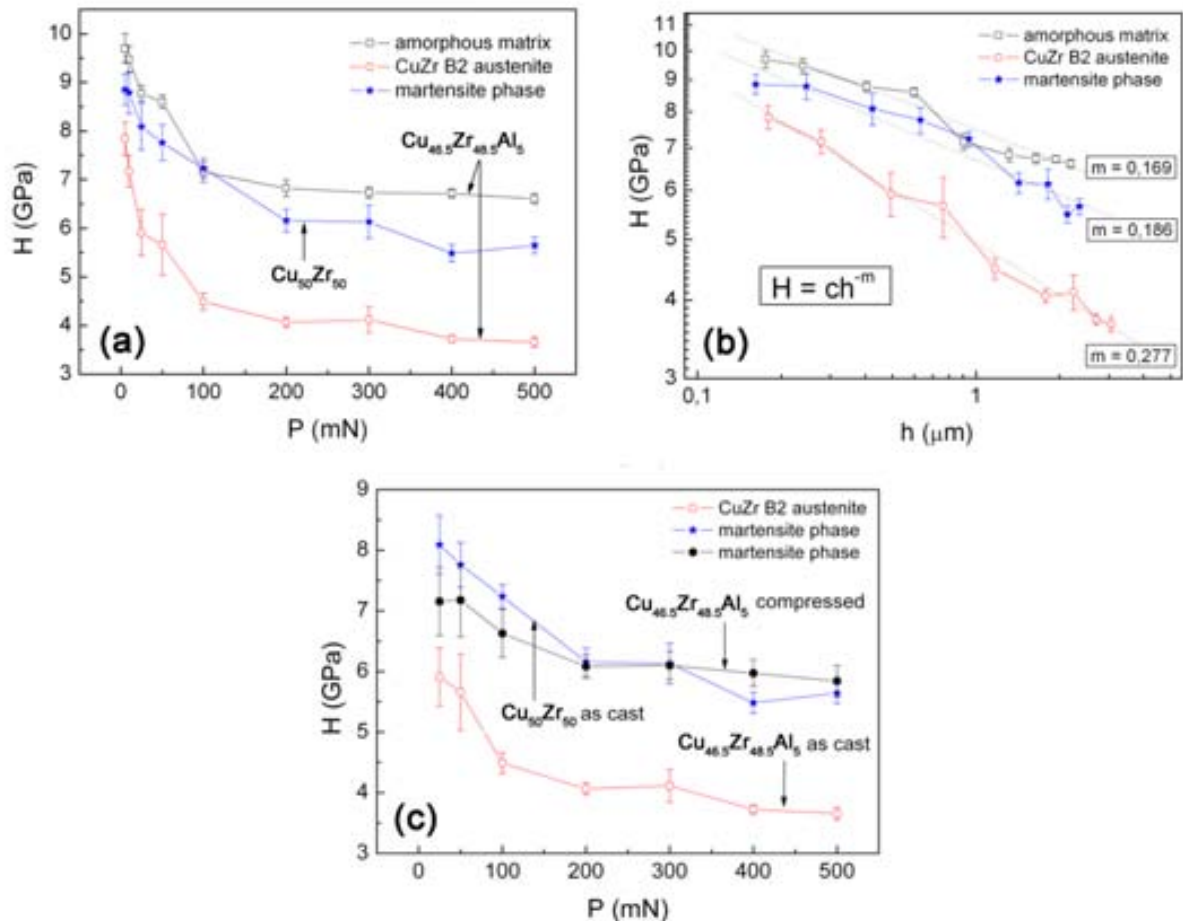 10
9
8
7
6
5
4
3
H (GPa)
amorphous matrix
CuZr B2 austenite
martensite phase
Cu₄₆.₅Zr₄₈.₅Al₅
Cu₅₀Zr₅₀
(a)
0 100 200 300 400 500
P (mN)
11
10
9
8
7
6
5
4
3
H (GPa)
amorphous matrix
CuZr B2 austenite
martensite phase
m = 0,169
m = 0,186
H = ch⁻ᵐ
(b)
m = 0,277
0,1 1
h (μm)
9
8
7
6
5
4
3
H (GPa)
CuZr B2 austenite
martensite phase
martensite phase
Cu₄₆.₅Zr₄₈.₅Al₅ compressed
Cu₅₀Zr₅₀ as cast
Cu₄₆.₅Zr₄₈.₅Al₅ as cast
(c)
0 100 200 300 400 500
P (mN)